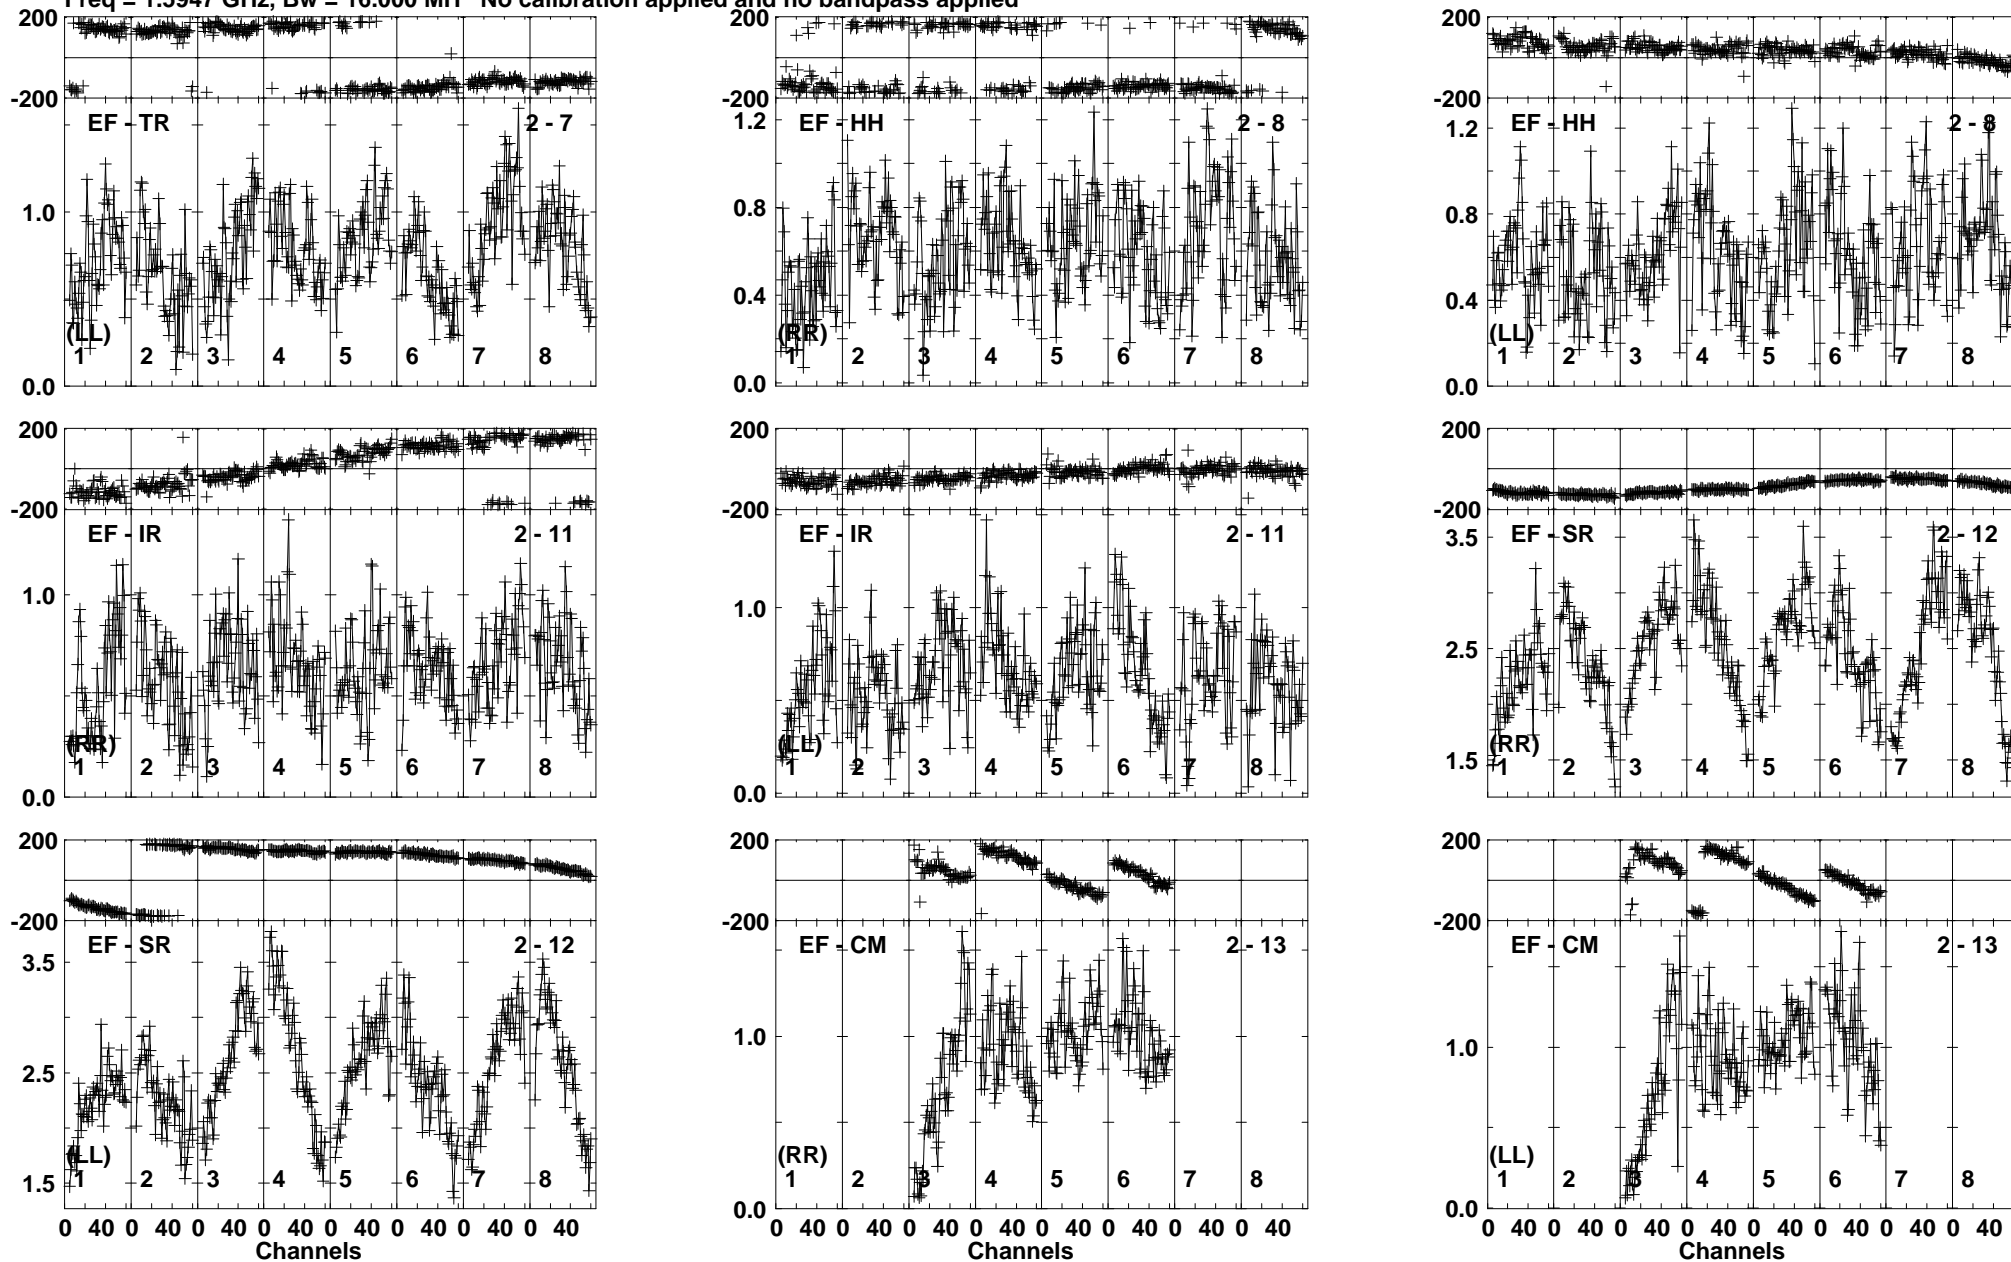 Freq = 1.5947 GHz, Bw = 16.000 MH No calibration applied and no bandpass applied
200 200 200
-200 -200 -200
EF - TR 2 - 7 EF - HH 2 - 8 EF - HH 2 - 8
1.2 1.2
1.0 0.8 0.8
0.4 0.4
(LL) (RR) (LL)
1 2 3 4 5 6 7 8 1 2 3 4 5 6 7 8 1 2 3 4 5 6 7 8
0.0 0.0 0.0
200 200 200
-200 -200 -200
EF - IR 2 - 11 EF - IR 2 - 11 EF - SR 2 - 12
3.5
1.0 1.0 2.5
(RR) (LL) (RR)
1 2 3 4 5 6 7 8 1 2 3 4 5 6 7 8 1 2 3 4 5 6 7 8
1.5
0.0 0.0
200 200 200
-200 -200 -200
EF - SR 2 - 12 EF - CM 2 - 13 EF - CM 2 - 13
3.5
2.5 1.0 1.0
(LL) (RR) (LL)
1 2 3 4 5 6 7 8 1 2 3 4 5 6 7 8 1 2 3 4 5 6 7 8
1.5 0.0 0.0
0 40 0 40 0 40 0 40 0 40 0 40 0 40 0 40 0 40 0 40 0 40 0 40 0 40 0 40 0 40 0 40 0 40 0 40 0 40 0 40 0 40 0 40 0 40 0 40
Channels Channels Channels